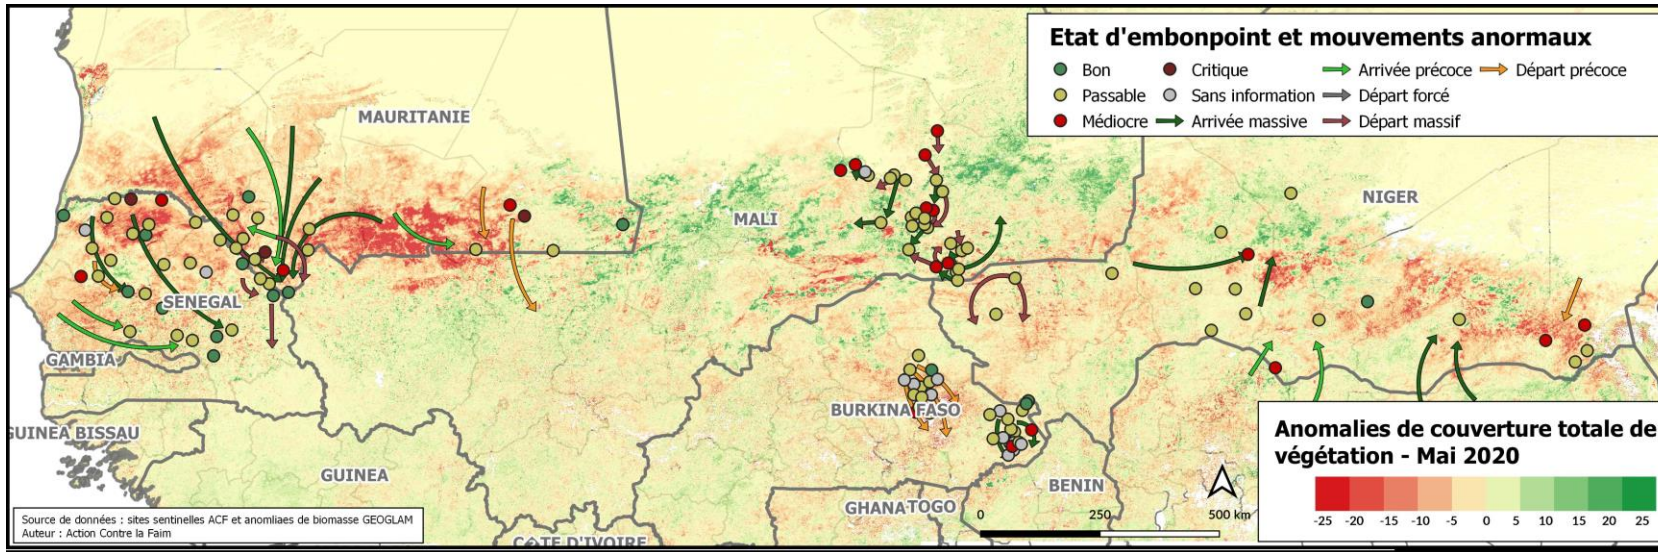 Etat d'embonpoint et mouvements anormaux
Bon
Critique
Arrivée précoce
Départ précoce
Passable
Sans information
Départ forcé
Médiocre
Arrivée massive
Départ massif
MAURITANIE
MALI
NIGER
SENEGAL
GAMBIA
GUINEA BISSAU
GUINEA
BURKINA FASO
GHANA
TOGO
BENIN
CÔTE D'IVOIRE
0 250 500 km
Anomalies de couverture totale de
végétation - Mai 2020
-25 -20 -15 -10 -5 0 5 10 15 20 25
Source de données : sites sentinelles ACF et anomliaes de biomasse GEOGLAM
Auteur : Action Contre la Faim